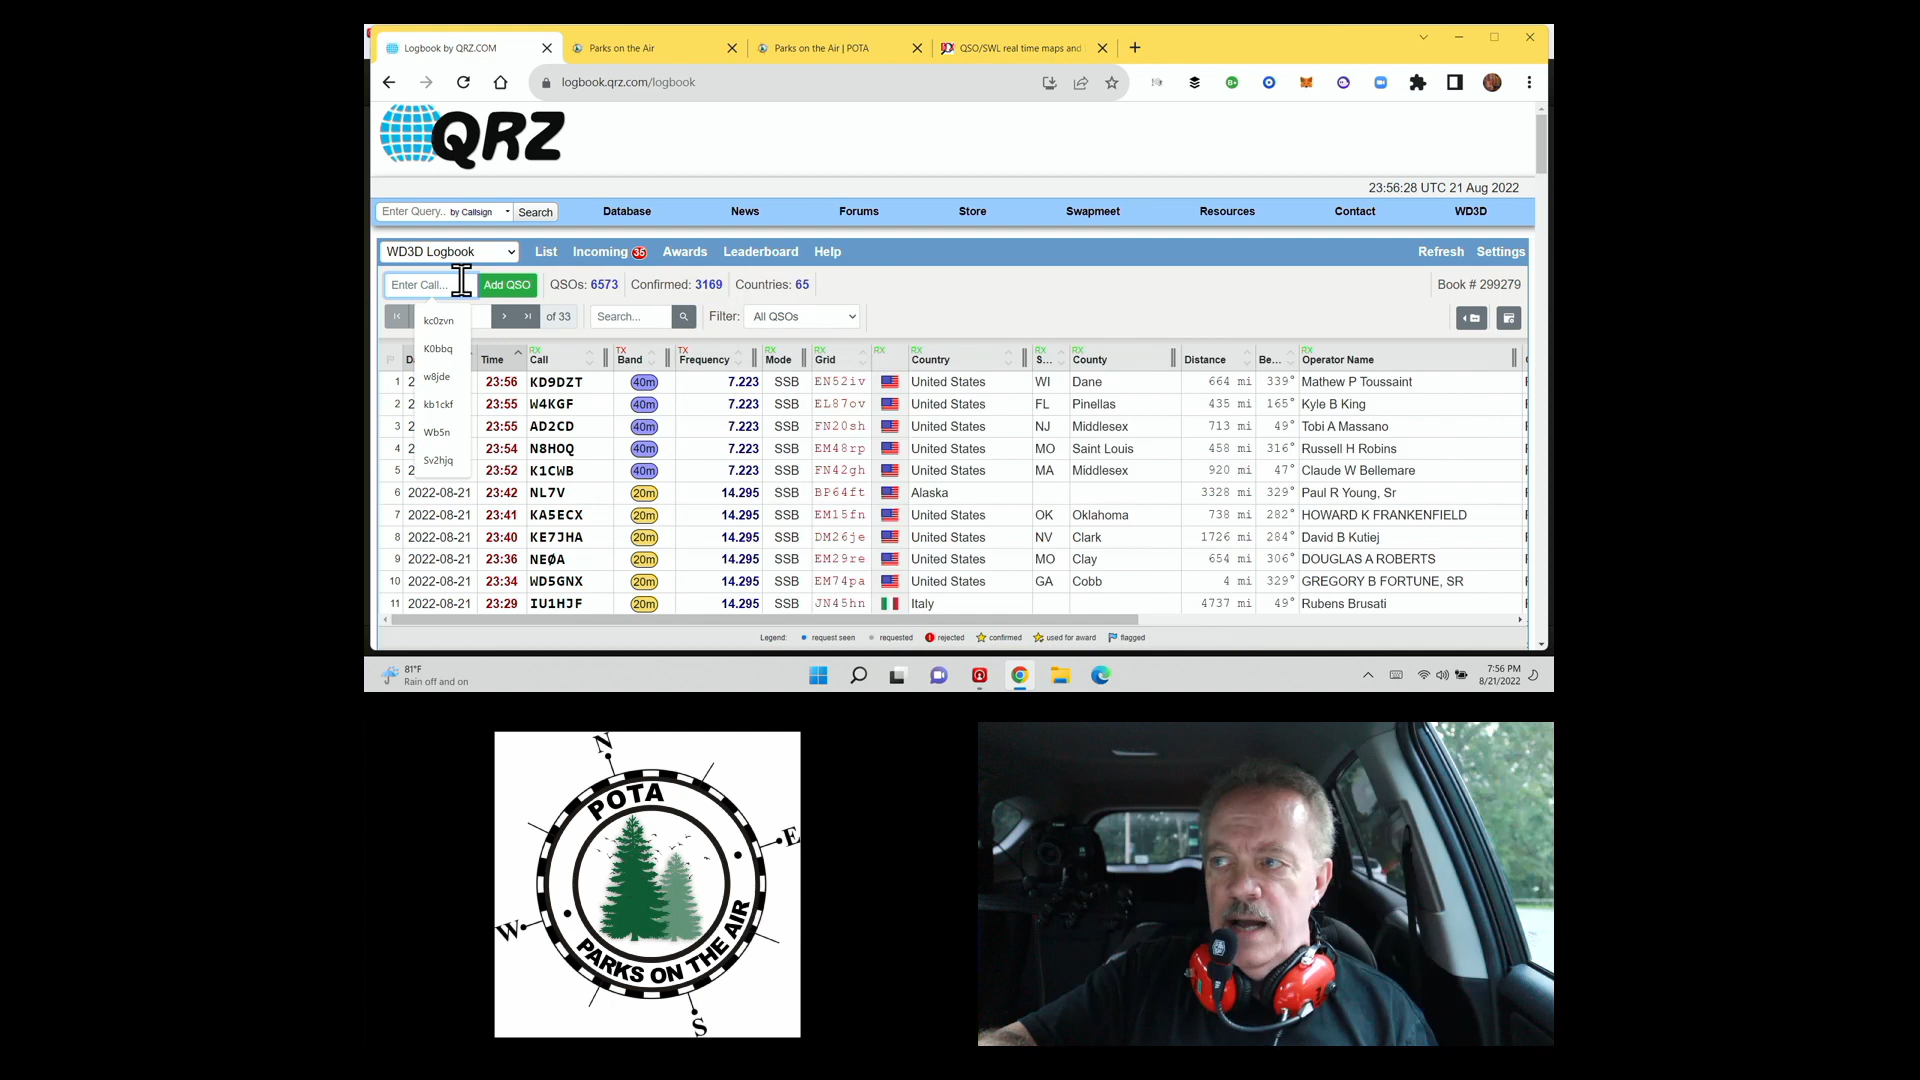 Logbook by QRZ.COM
Parks on the Air
Parks on the Air | POTA
QSO/SWL real time maps and
logbook.qrz.com/logbook
QRZ
23:56:28 UTC 21 Aug 2022
Enter Query.. by Callsign Search Database News Forums Store Swapmeet Resources Contact WD3D
WD3D Logbook List Incoming 35 Awards Leaderboard Help Refresh Settings
Enter Call... Add QSO QSOs: 6573 Confirmed: 3169 Countries: 65 Book # 299279
of 33 Search... Filter: All QSOs
kc0zvn
K0bbq
w8jde
kb1ckf
Wb5n
Sv2hjq
RX TX TX RX RX RX RX RX RX
Da Time Call Band Frequency Mode Grid Country S... County Distance Be... Operator Name
1 2 23:56 KD9DZT 40m 7.223 SSB EN52iv United States WI Dane 664 mi 339° Mathew P Toussaint
2 2 23:55 W4KGF 40m 7.223 SSB EL87ov United States FL Pinellas 435 mi 165° Kyle B King
3 2 23:55 AD2CD 40m 7.223 SSB FN20sh United States NJ Middlesex 713 mi 49° Tobi A Massano
4 2 23:54 N8HOQ 40m 7.223 SSB EM48rp United States MO Saint Louis 458 mi 316° Russell H Robins
5 2 23:52 K1CWB 40m 7.223 SSB FN42gh United States MA Middlesex 920 mi 47° Claude W Bellemare
6 2022-08-21 23:42 NL7V 20m 14.295 SSB BP64ft Alaska 3328 mi 329° Paul R Young, Sr
7 2022-08-21 23:41 KA5ECX 20m 14.295 SSB EM15fn United States OK Oklahoma 738 mi 282° HOWARD K FRANKENFIELD
8 2022-08-21 23:40 KE7JHA 20m 14.295 SSB DM26je United States NV Clark 1726 mi 284° David B Kutiej
9 2022-08-21 23:36 NEØA 20m 14.295 SSB EM29re United States MO Clay 654 mi 306° DOUGLAS A ROBERTS
10 2022-08-21 23:34 WD5GNX 20m 14.295 SSB EM74pa United States GA Cobb 4 mi 329° GREGORY B FORTUNE, SR
11 2022-08-21 23:29 IU1HJF 20m 14.295 SSB JN45hn Italy 4737 mi 49° Rubens Brusati
Legend: request seen requested rejected confirmed used for award flagged
81°F
Rain off and on
7:56 PM
8/21/2022
N
POTA
E
W
PARKS ON THE AIR
S